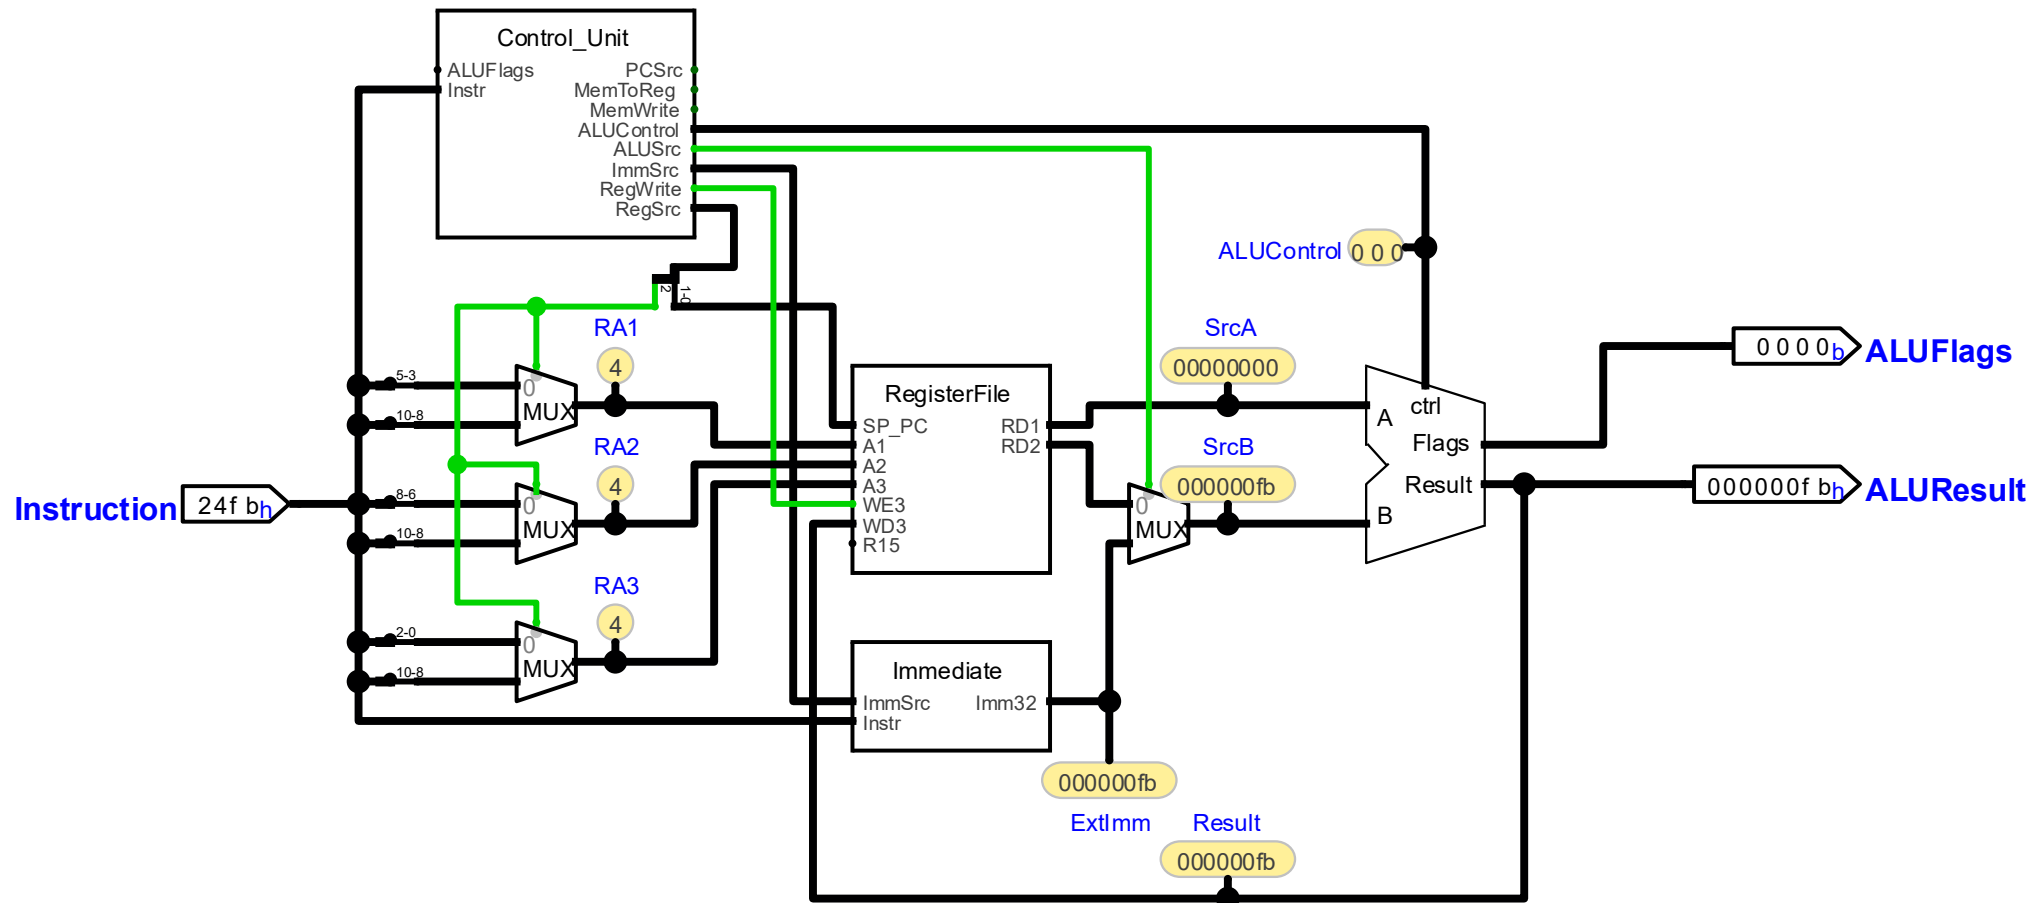 Control_Unit
ALUFlags
Instr
PCSrc
MemToReg
MemWrite
ALUControl
ALUSrc
ImmSrc
RegWrite
RegSrc
2
1-0
ALUControl
0 0 0
RA1
4
5-3
10-8
0
MUX
RA2
4
8-6
10-8
0
MUX
RA3
4
2-0
10-8
0
MUX
Instruction
24f bh
RegisterFile
SP_PC
A1
A2
A3
WE3
WD3
R15
RD1
RD2
SrcA
00000000
SrcB
000000fb
0
MUX
A
B
ctrl
Flags
Result
0 0 0 0b
ALUFlags
000000f bh
ALUResult
Immediate
ImmSrc
Instr
Imm32
000000fb
ExtImm
Result
000000fb